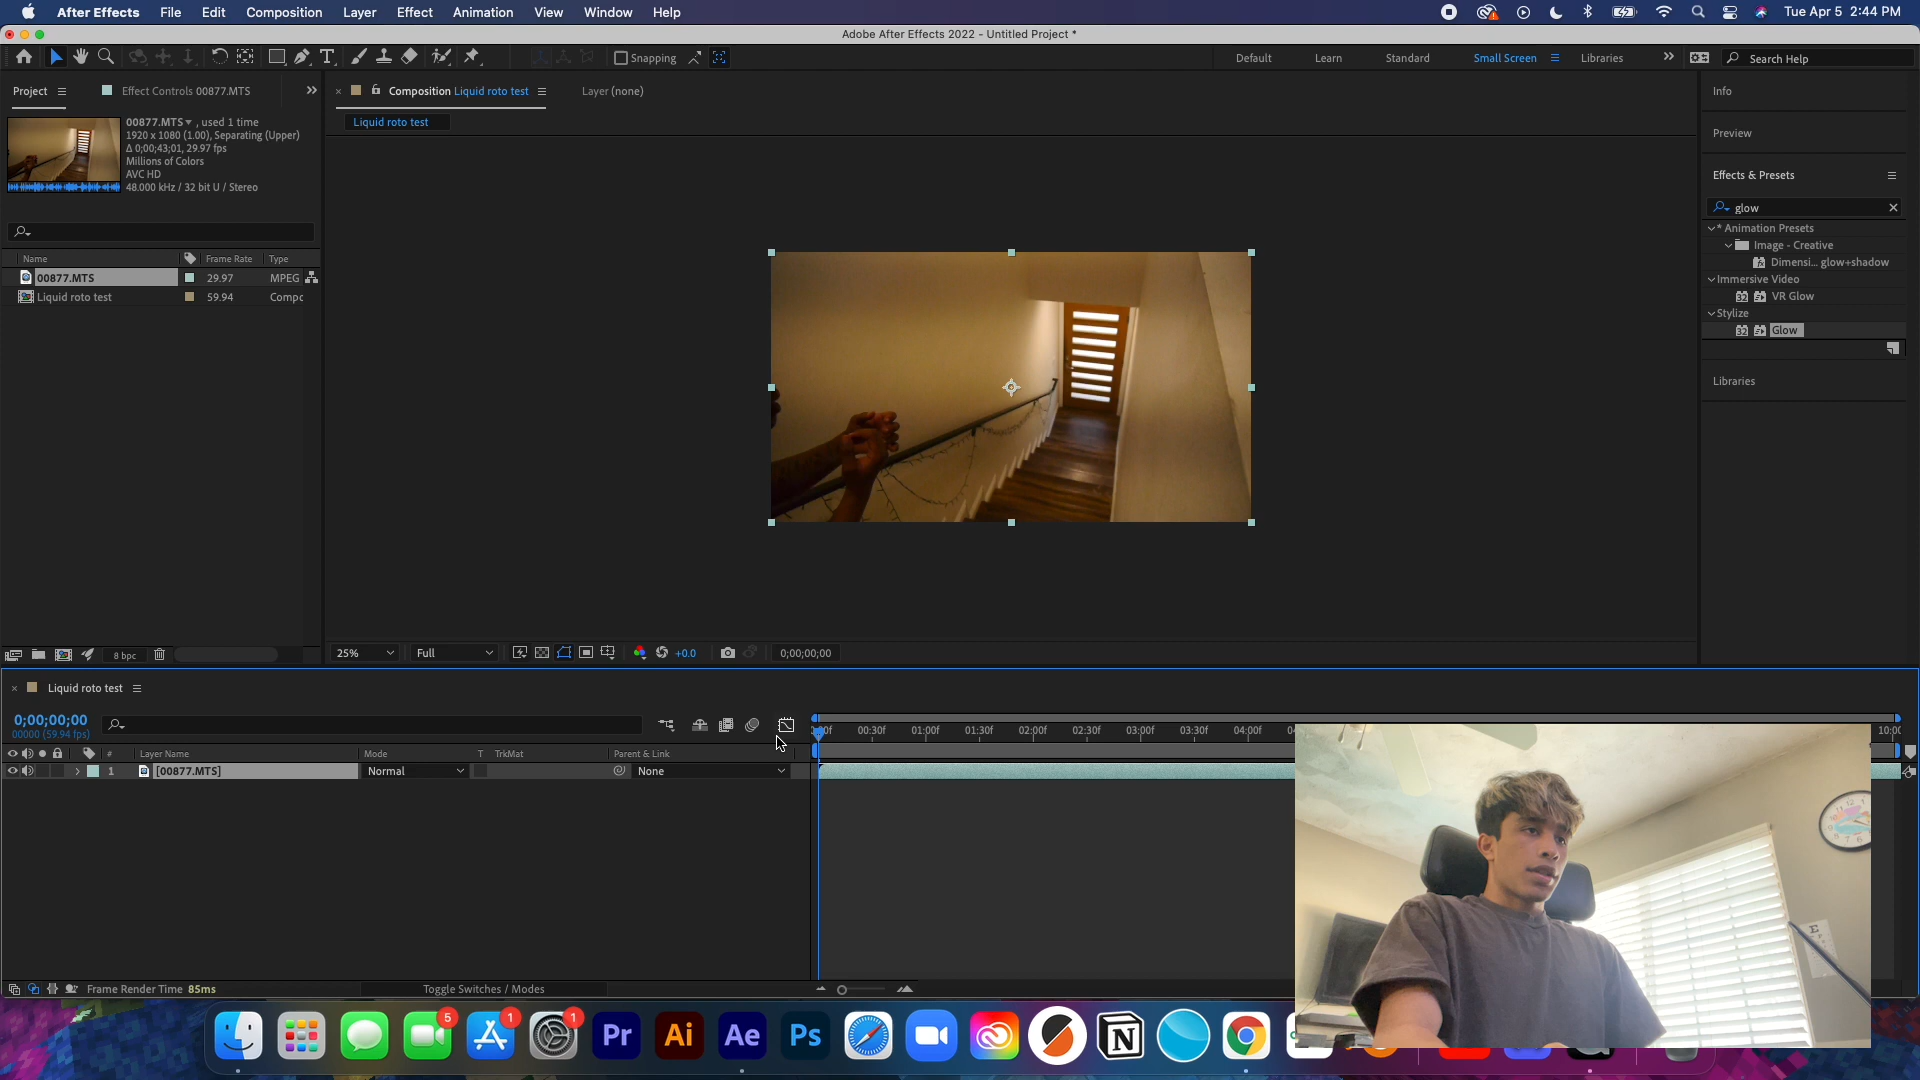 After Effects File Edit Composition Layer Effect Animation View Window Help
Tue Apr 5 2:44 PM
Adobe After Effects 2022 - Untitled Project *
Snapping
Default Learn Standard Small Screen Libraries
Search Help
Project
Effect Controls 00877.MTS
Composition Liquid roto test
Layer (none)
Liquid roto test
00877.MTS , used 1 time
1920 x 1080 (1.00), Separating (Upper)
Δ 0;00;43;01, 29.97 fps
Millions of Colors
AVC HD
48.000 kHz / 32 bit U / Stereo
Name Frame Rate Type
00877.MTS 29.97 MPEG
Liquid roto test 59.94 Compo
Info
Preview
Effects & Presets
glow
* Animation Presets
Image - Creative
Dimensi... glow+shadow
Immersive Video
32 VR Glow
Stylize
32 Glow
Libraries
8 bpc
25% Full +0.0 0;00;00;00
Liquid roto test
0;00;00;00
00000 (59.94 fps)
00:30f 01:00f 01:30f 02:00f 02:30f 03:00f 03:30f 04:00f
10:00
# Layer Name Mode T TrkMat Parent & Link
1 [00877.MTS] Normal None
Frame Render Time 85ms
Toggle Switches / Modes
5 1 1
Pr Ai Ae Ps